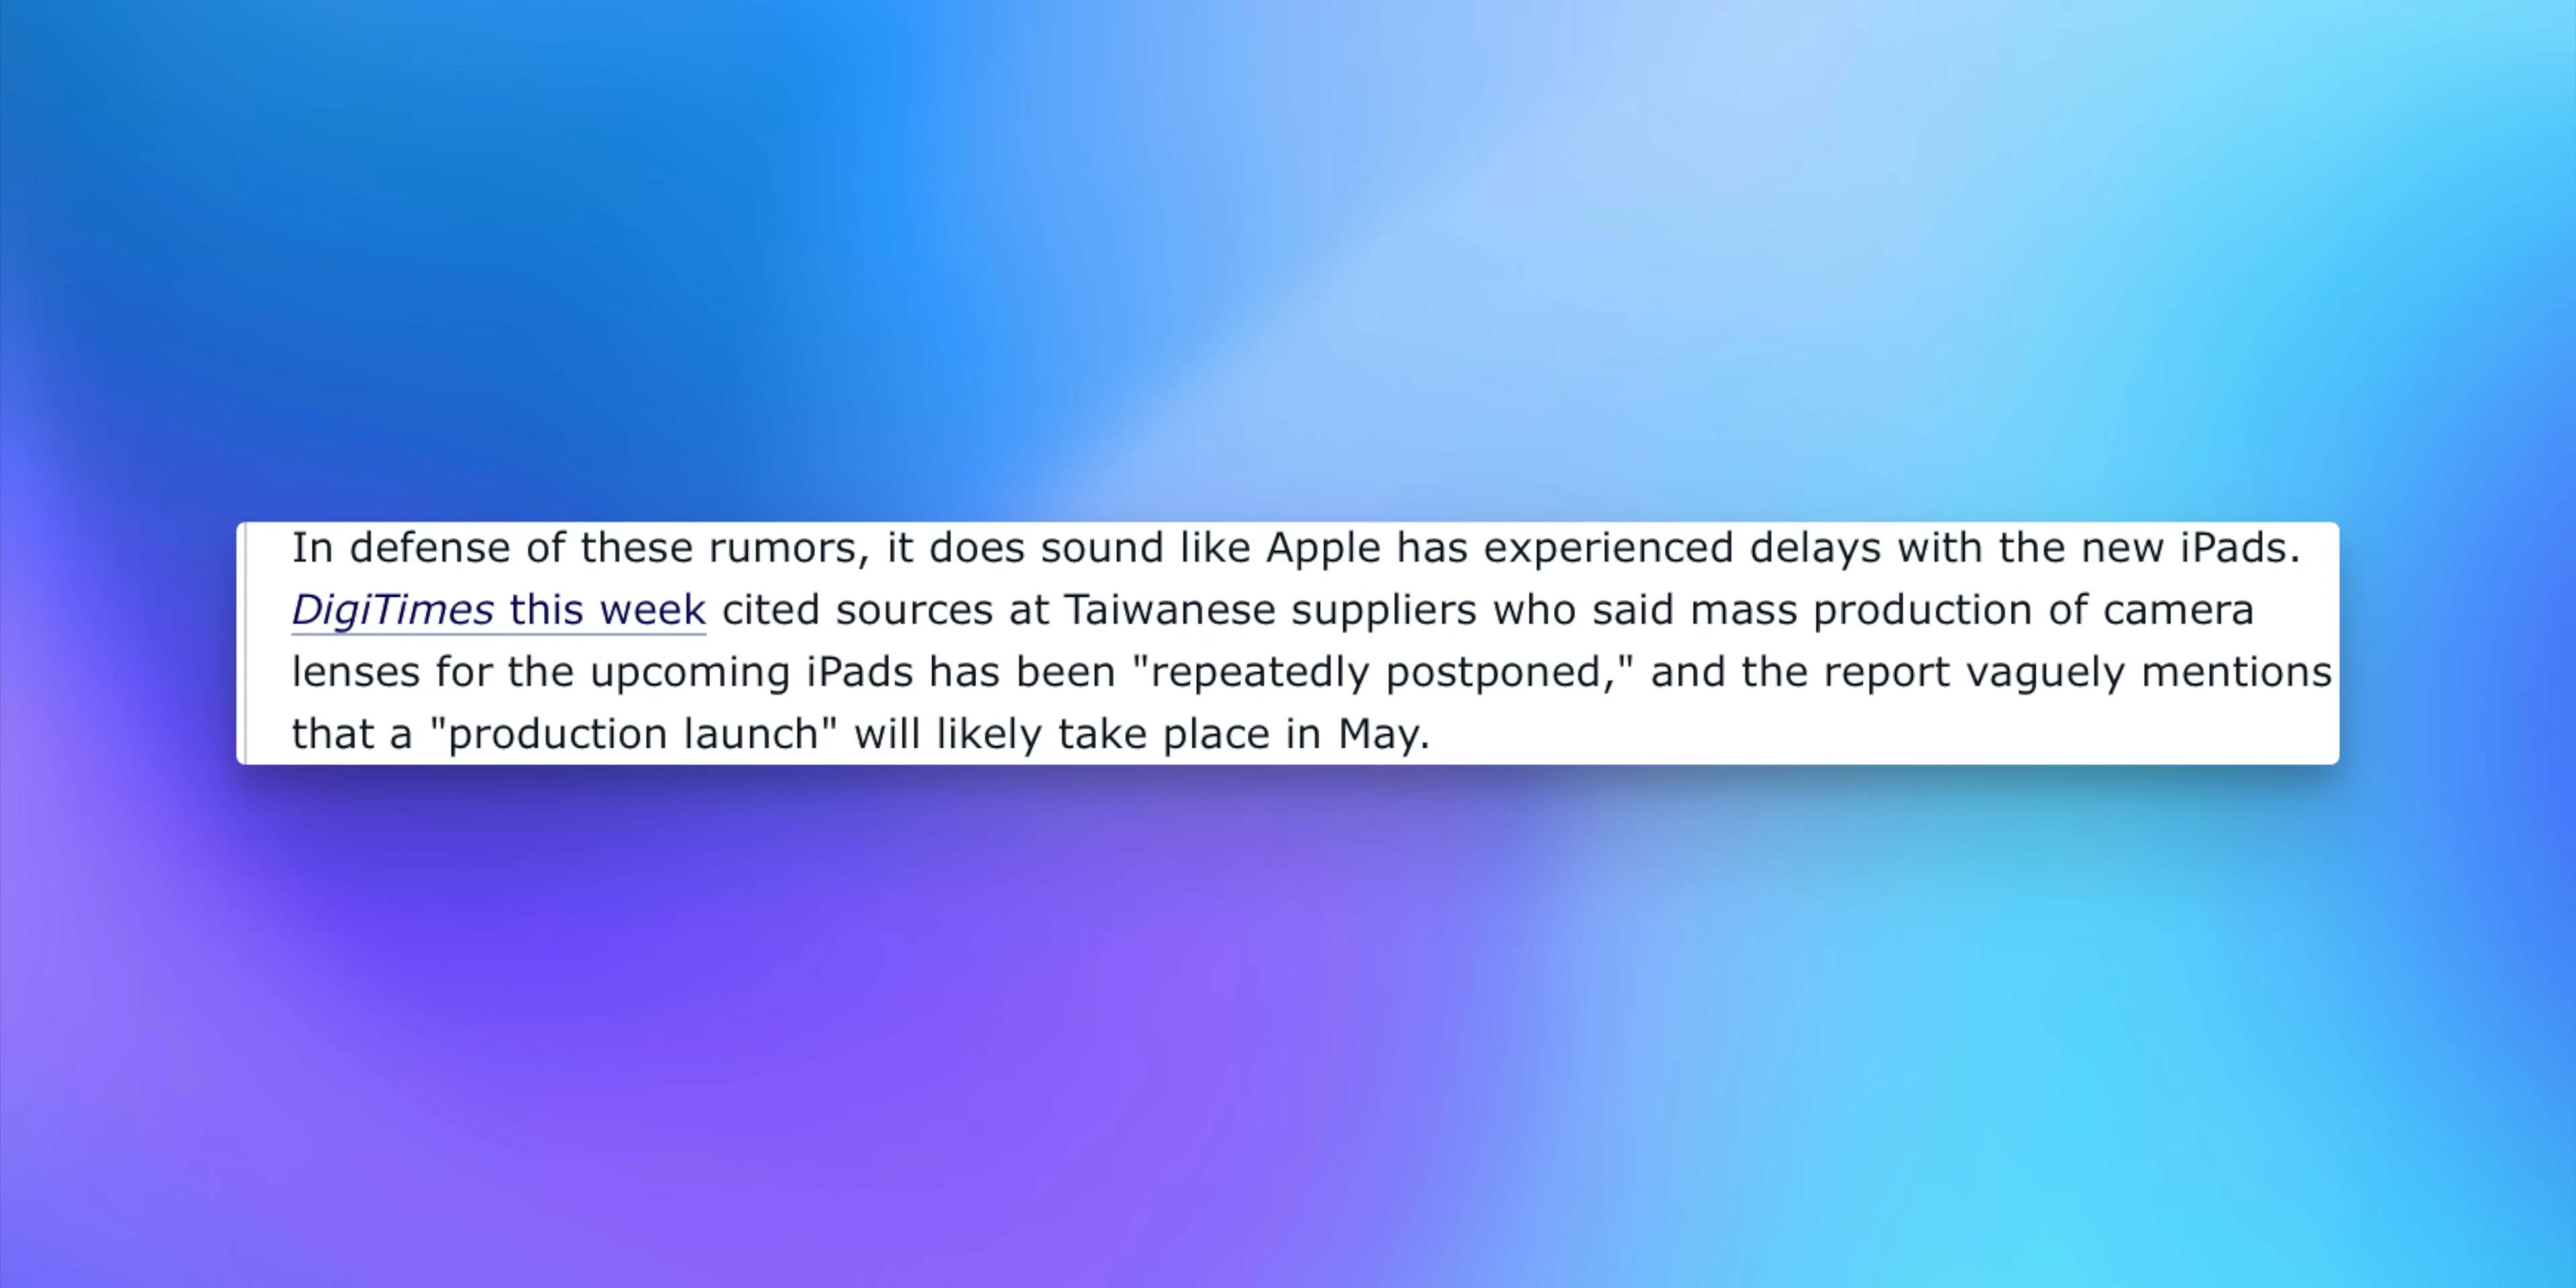 In defense of these rumors, it does sound like Apple has experienced delays with the new iPads.
DigiTimes this week cited sources at Taiwanese suppliers who said mass production of camera
lenses for the upcoming iPads has been "repeatedly postponed," and the report vaguely mentions
that a "production launch" will likely take place in May.